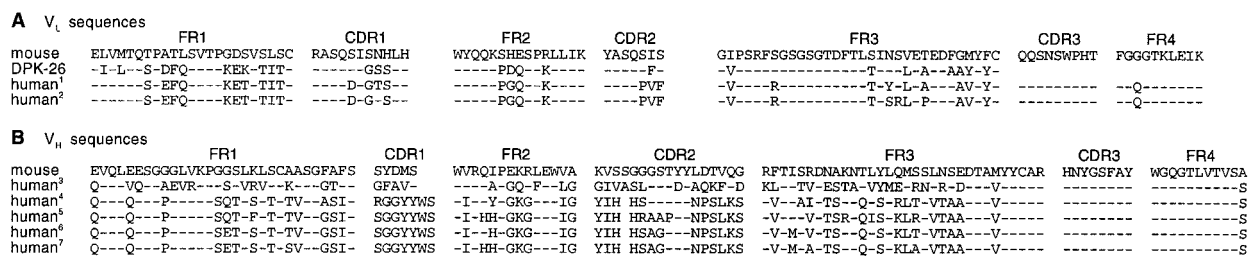 A V_L sequences
FR1 CDR1 FR2 CDR2 FR3 CDR3 FR4
mouse ELVMTQTPATLSVTPGDSVSLSC RASQSISNHLH WYQQKSHESPRLLIK YASQSIS GIPSRFSGSGSGTDFTLSINSVETEDFGMYFC QQSNSWPHT FGGGTKLEIK
DPK-26 -I-L---S-DFQ----KEK-TIT-- -----GSS-- -----PDQ--K---- -----F- -V--------------T---L-A---AAY-Y- 
human¹ -------S-EFQ----KET-TIT-- ----D-GTS-- -----PGQ--K---- ----PVF -V----R---------T-NY-L-A----AV-Y- --------- --Q-------
human² -------S-EFQ----KET-TIT-- ----D-GS--- -----PGQ--K---- ----PVF -V--------------T-SRL-P----AV-Y- --------- --Q-------
B V_H sequences
FR1 CDR1 FR2 CDR2 FR3 CDR3 FR4
mouse EVQLEESGGGLVKPGGSLKLSCAASGFAFS SYDMS WVRQIPEKRLEWVA KVSSGGGSTYYLDTVQG RFTISRDNAKNTLYLQMSSLNSEDTAMYYCAR HNYGSFAY WGQGTLVTVSA
human³ Q---VQ--AEVR---S-VRV--K---GT-- GFAV- ----A-G--F--LG GIVASL---D-AQKF-D KL--T-V-ESTA-VYME-RN-R--D----V----- -------- ----------S
human⁴ Q---Q---P-----SQT-S-TV--ASI- RGGYYWS -I--Y-GKG---IG YIH HS-----NPSLKS -V---AI-TS--Q-S-RLT-VTAA---V----- -------- ----------S
human⁵ Q---Q---P-----SQT-F-T-TV--GSI- SGGYYWS -I-HH-GKG---IG YIH HRAAP--NPSLKS -V-----VTSR-QIS-KLR-VTAA---V----- -------- ----------S
human⁶ Q---Q---P-----SET-S-T-TV--GSI- SGGYYWS -I--Y-GKG---IG YIH HSAG---NPSLKS -V-M-V-TS--Q-S-KLR-VTAA---V----- -------- ----------S
human⁷ Q---Q---P-----SET-S-T-SV--GSI- SGGYYWS -I-HH-GKG---IG YIH HSAG---NPSLKS -V-M-A-TS--Q-S-KLA-VTAA---V----- -------- ----------S